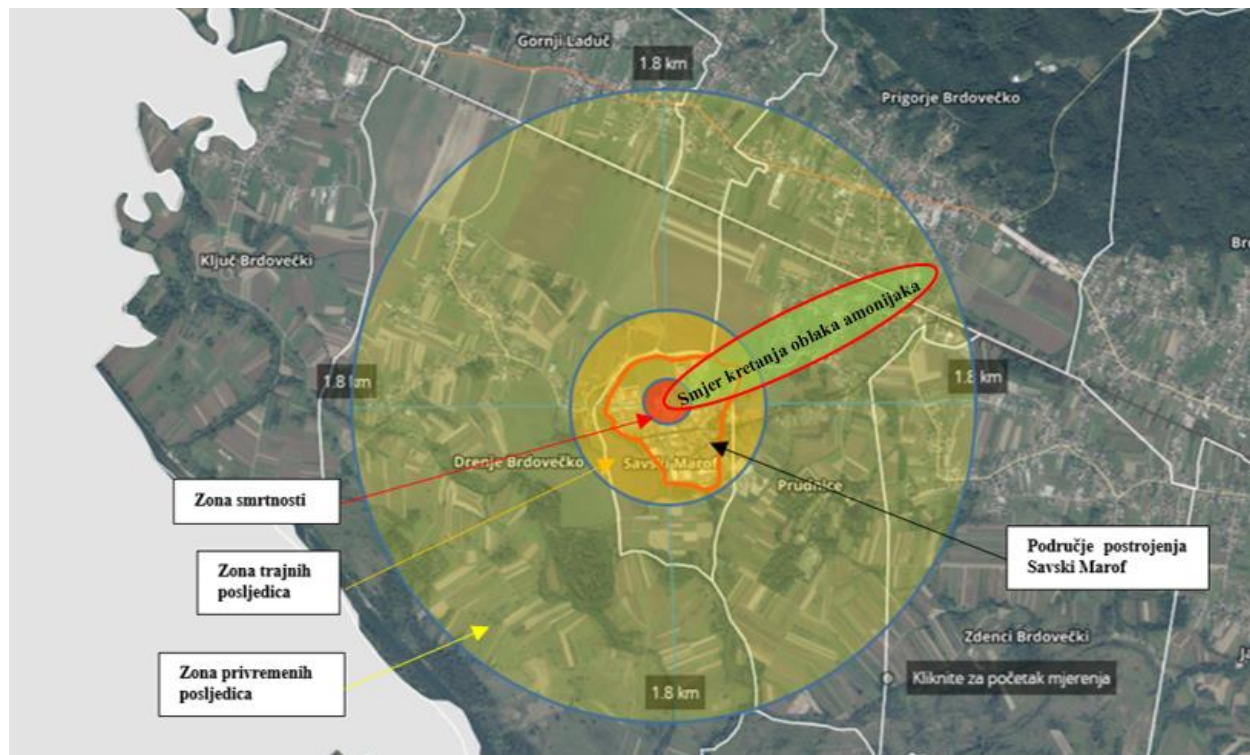 Gornji Laduč
1.8 km
Prigorje Brdovečko
Ključ Brdovečki
Smjer kretanja oblaka amonijaka
1.8 km
1.8 km
Drenje Brdovečko
Savski Marof
Prudnice
Zona smrtnosti
Područje postrojenja
Savski Marof
Zona trajnih
posljedica
Zdenci Brdovečki
Zona privremenih
posljedica
1.8 km
Kliknite za početak mjerenja